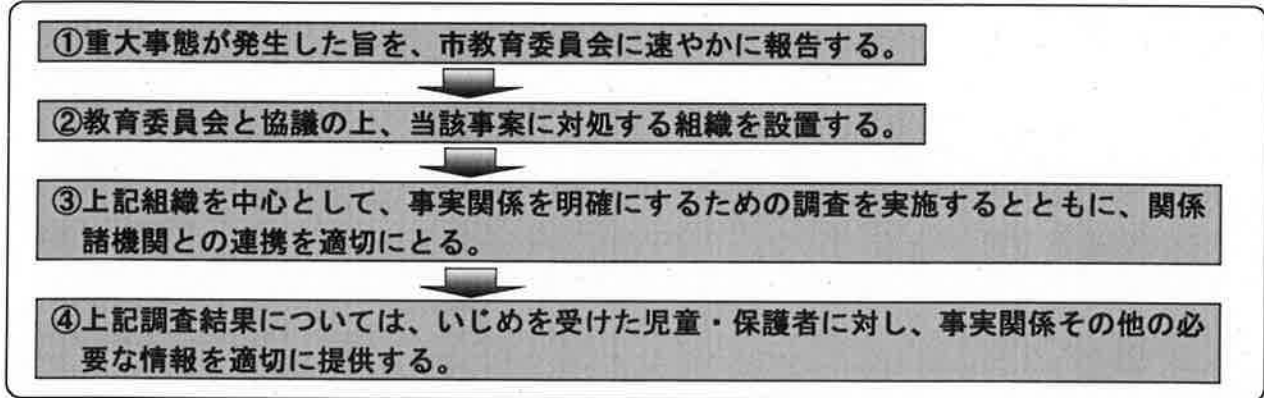 ①重大事態が発生した旨を、市教育委員会に速やかに報告する。
②教育委員会と協議の上、当該事案に対処する組織を設置する。
③上記組織を中心として、事実関係を明確にするための調査を実施するとともに、関係
諸機関との連携を適切にとる。
④上記調査結果については、いじめを受けた児童・保護者に対し、事実関係その他の必
要な情報を適切に提供する。